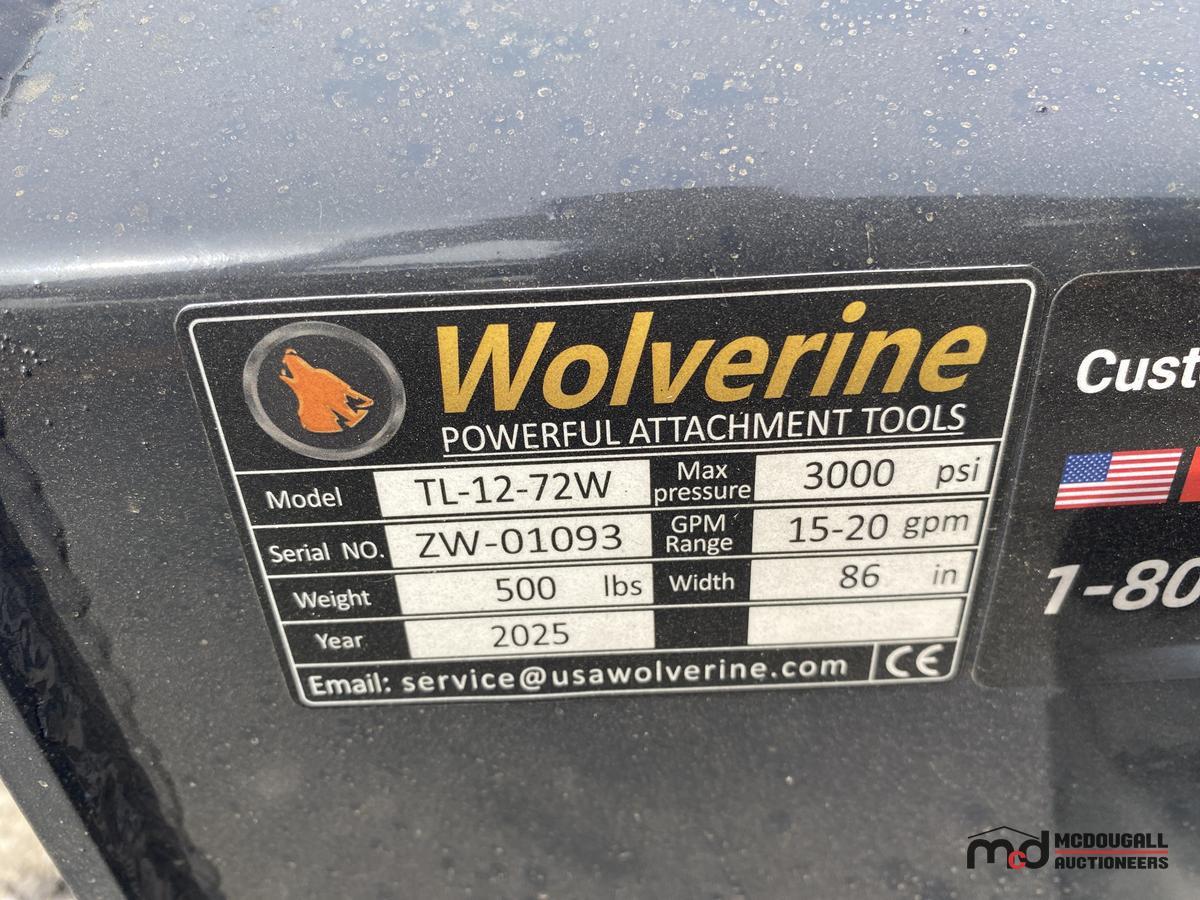 Wolverine
POWERFUL ATTACHMENT TOOLS
Model TL-12-72W Max pressure 3000 psi
Serial NO. ZW-01093 GPM Range 15-20 gpm
Weight 500 lbs Width 86 in
Year 2025
Email: service@usawolverine.com CE
Cust
1-80
mcd MCDOUGALL
AUCTIONEERS